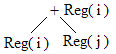 + Reg( i )
Reg( i ) Reg( j )